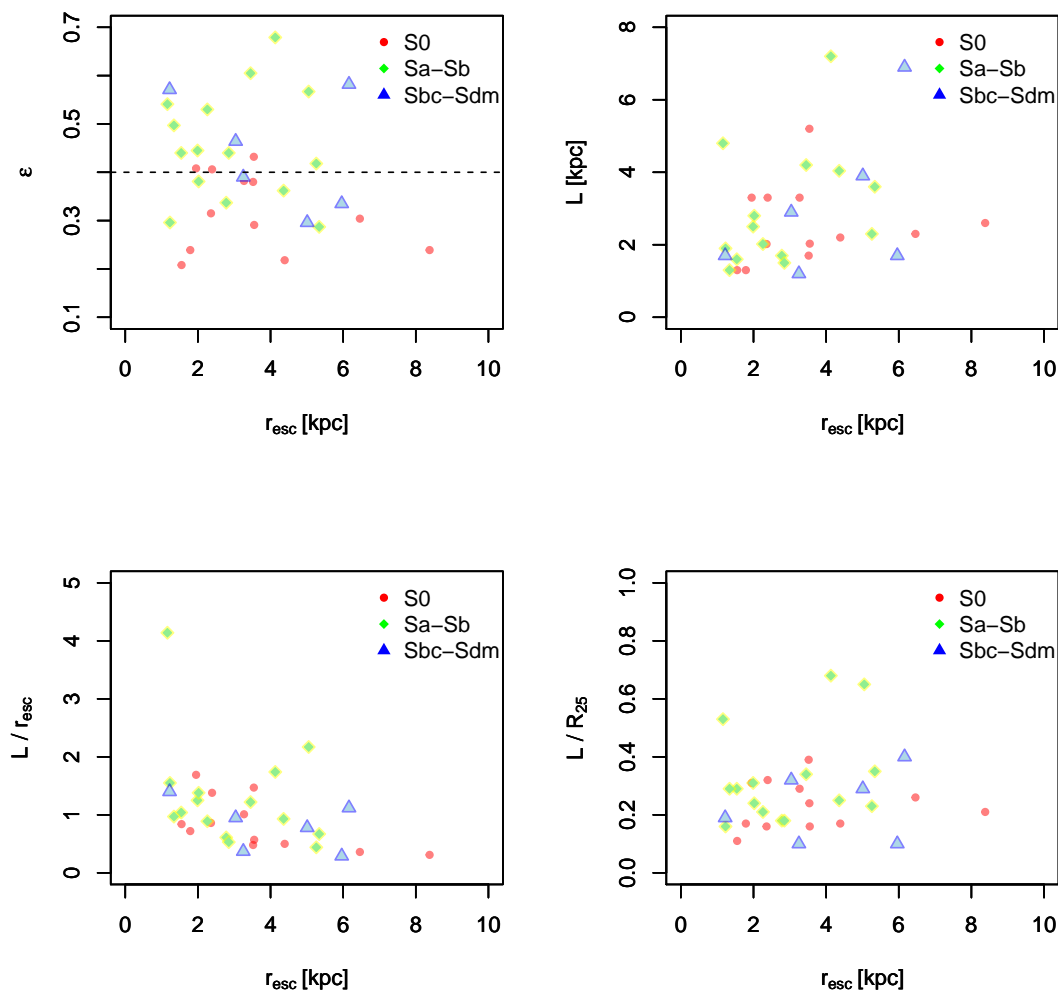 0.7
0.5
0.3
0.1
ε
S0
Sa−Sb
Sbc−Sdm
0 2 4 6 8 10
r_esc [kpc]
8
6
4
2
0
L [kpc]
S0
Sa−Sb
Sbc−Sdm
0 2 4 6 8 10
r_esc [kpc]
5
4
3
2
1
0
L / r_esc
S0
Sa−Sb
Sbc−Sdm
0 2 4 6 8 10
r_esc [kpc]
1.0
0.8
0.6
0.4
0.2
0.0
L / R_25
S0
Sa−Sb
Sbc−Sdm
0 2 4 6 8 10
r_esc [kpc]